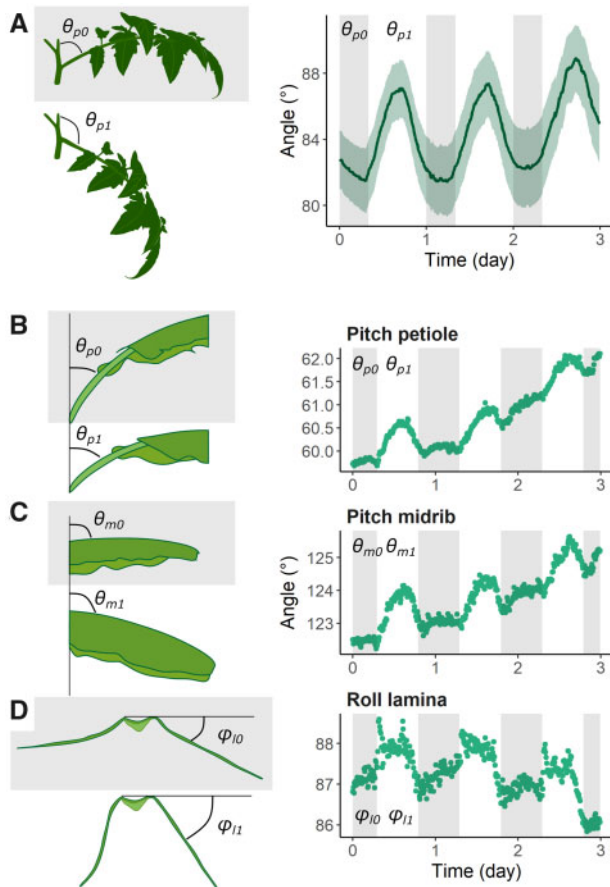 A
θp0
θp1
θp0 θp1
88
84
80
Angle (°)
0 1 2 3
Time (day)
B
θp0
θp1
Pitch petiole
θp0 θp1
62.0
61.5
61.0
60.5
60.0
0 1 2 3
C
θm0
θm1
Pitch midrib
θm0 θm1
125
124
123
Angle (°)
0 1 2 3
D
φl0
φl1
Roll lamina
88
87
86
φl0 φl1
0 1 2 3
Time (day)